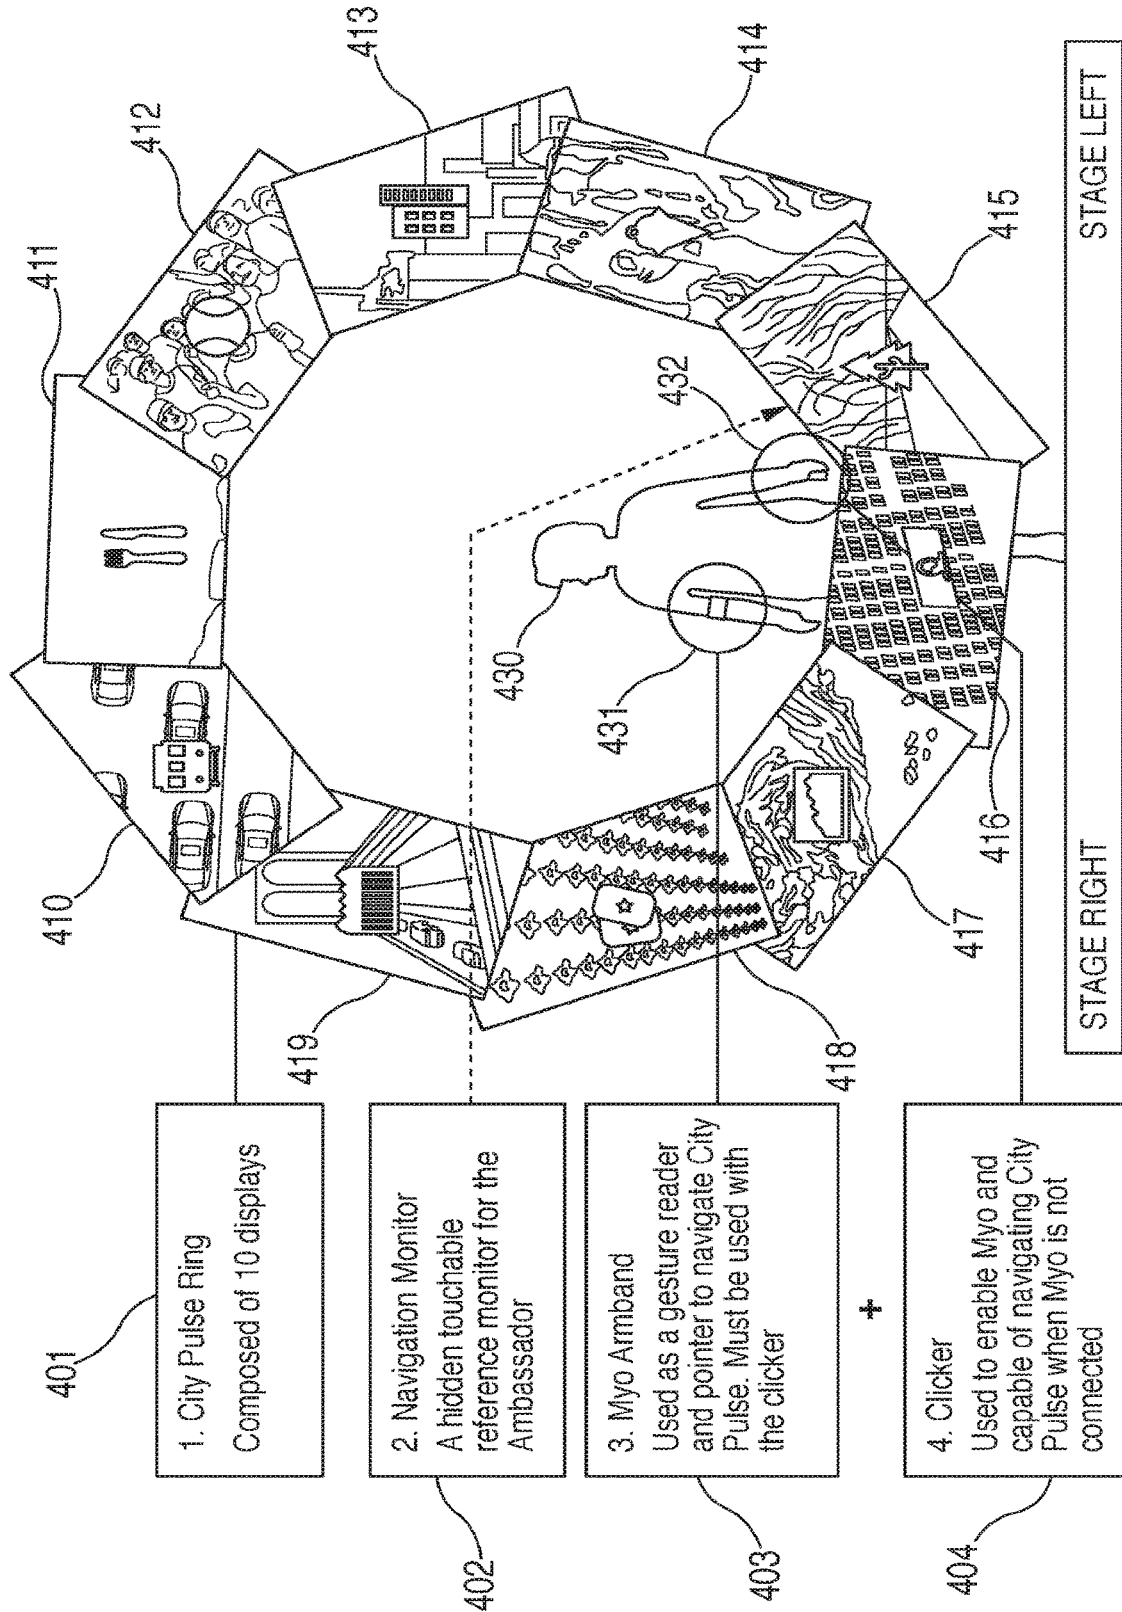 401
1. City Pulse Ring
Composed of 10 displays
402
2. Navigation Monitor
A hidden touchable
reference monitor for the
Ambassador
403
3. Myo Armband
Used as a gesture reader
and pointer to navigate City
Pulse. Must be used with
the clicker
+
404
4. Clicker
Used to enable Myo and
capable of navigating City
Pulse when Myo is not
connected
410
411
412
413
414
415
416
417
418
419
430
431
432
STAGE RIGHT
STAGE LEFT